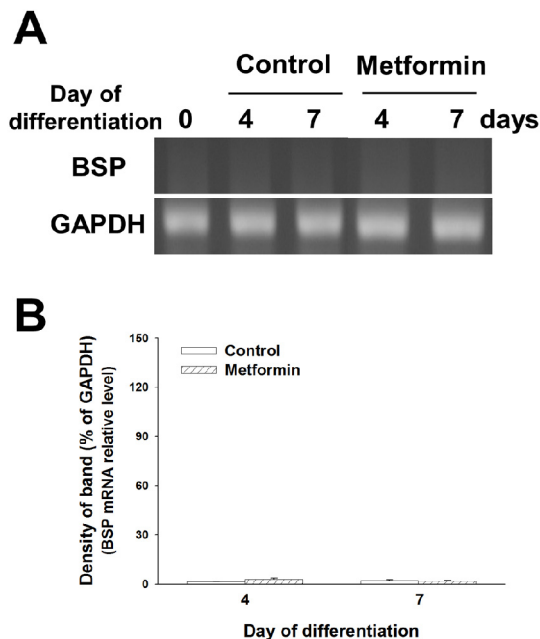 A
Control Metformin
Day of
differentiation 0 4 7 4 7 days
BSP
GAPDH
B
150
120
90
60
30
0
Density of band (% of GAPDH)
(BSP mRNA relative level)
Control
Metformin
4 7
Day of differentiation